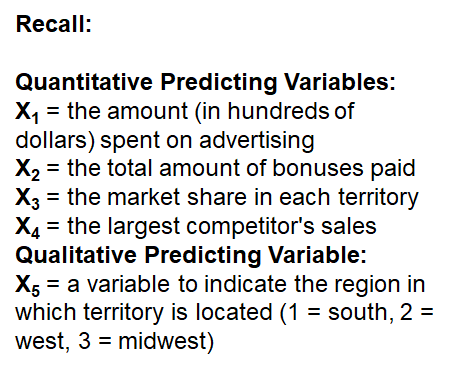 Recall:
Quantitative Predicting Variables:
X₁ = the amount (in hundreds of
dollars) spent on advertising
X₂ = the total amount of bonuses paid
X₃ = the market share in each territory
X₄ = the largest competitor's sales
Qualitative Predicting Variable:
X₅ = a variable to indicate the region in
which territory is located (1 = south, 2 =
west, 3 = midwest)